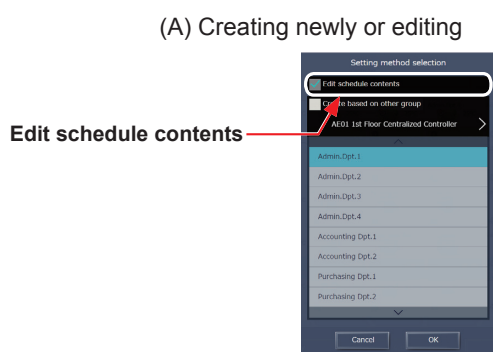 (A) Creating newly or editing
Setting method selection
Edit schedule contents
Create based on other group
Edit schedule contents
AE01 1st Floor Centralized Controller
Admin.Dpt.1
Admin.Dpt.2
Admin.Dpt.3
Admin.Dpt.4
Accounting Dpt.1
Accounting Dpt.2
Purchasing Dpt.1
Purchasing Dpt.2
Cancel OK